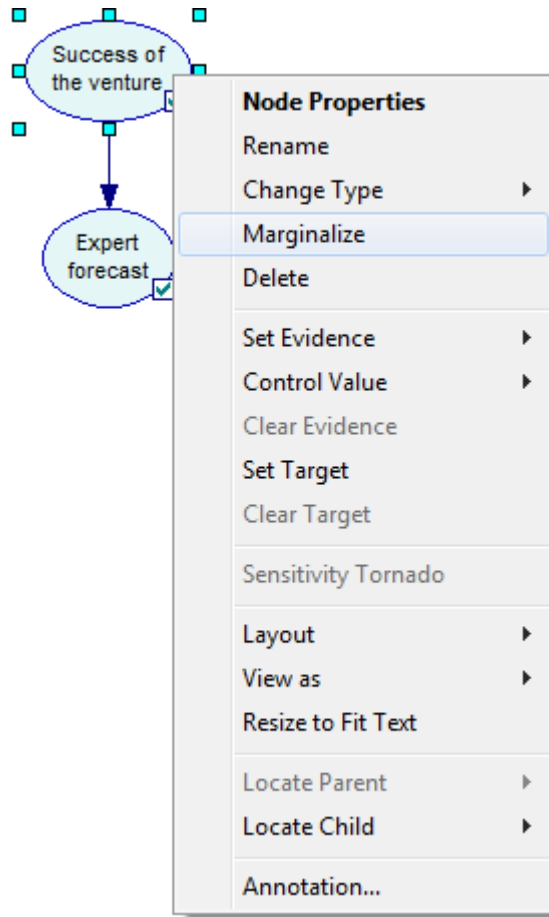 Success of
the venture
Expert
forecast
Node Properties
Rename
Change Type
Marginalize
Delete
Set Evidence
Control Value
Clear Evidence
Set Target
Clear Target
Sensitivity Tornado
Layout
View as
Resize to Fit Text
Locate Parent
Locate Child
Annotation...